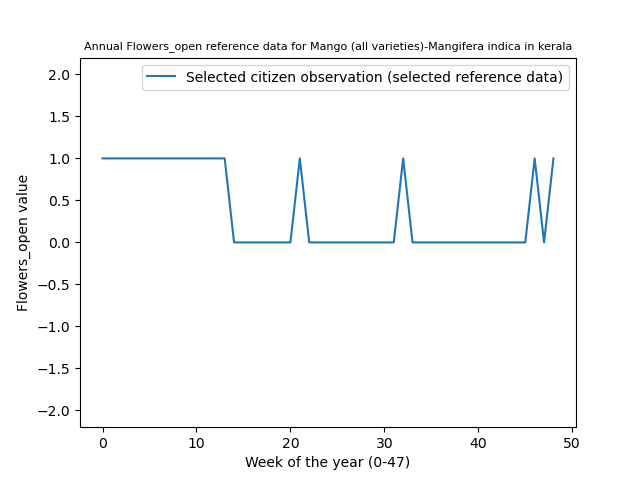 Annual Flowers_open reference data for Mango (all varieties)-Mangifera indica in kerala
Selected citizen observation (selected reference data)
2.0
1.5
1.0
0.5
0.0
−0.5
−1.0
−1.5
−2.0
Flowers_open value
0 10 20 30 40 50
Week of the year (0-47)